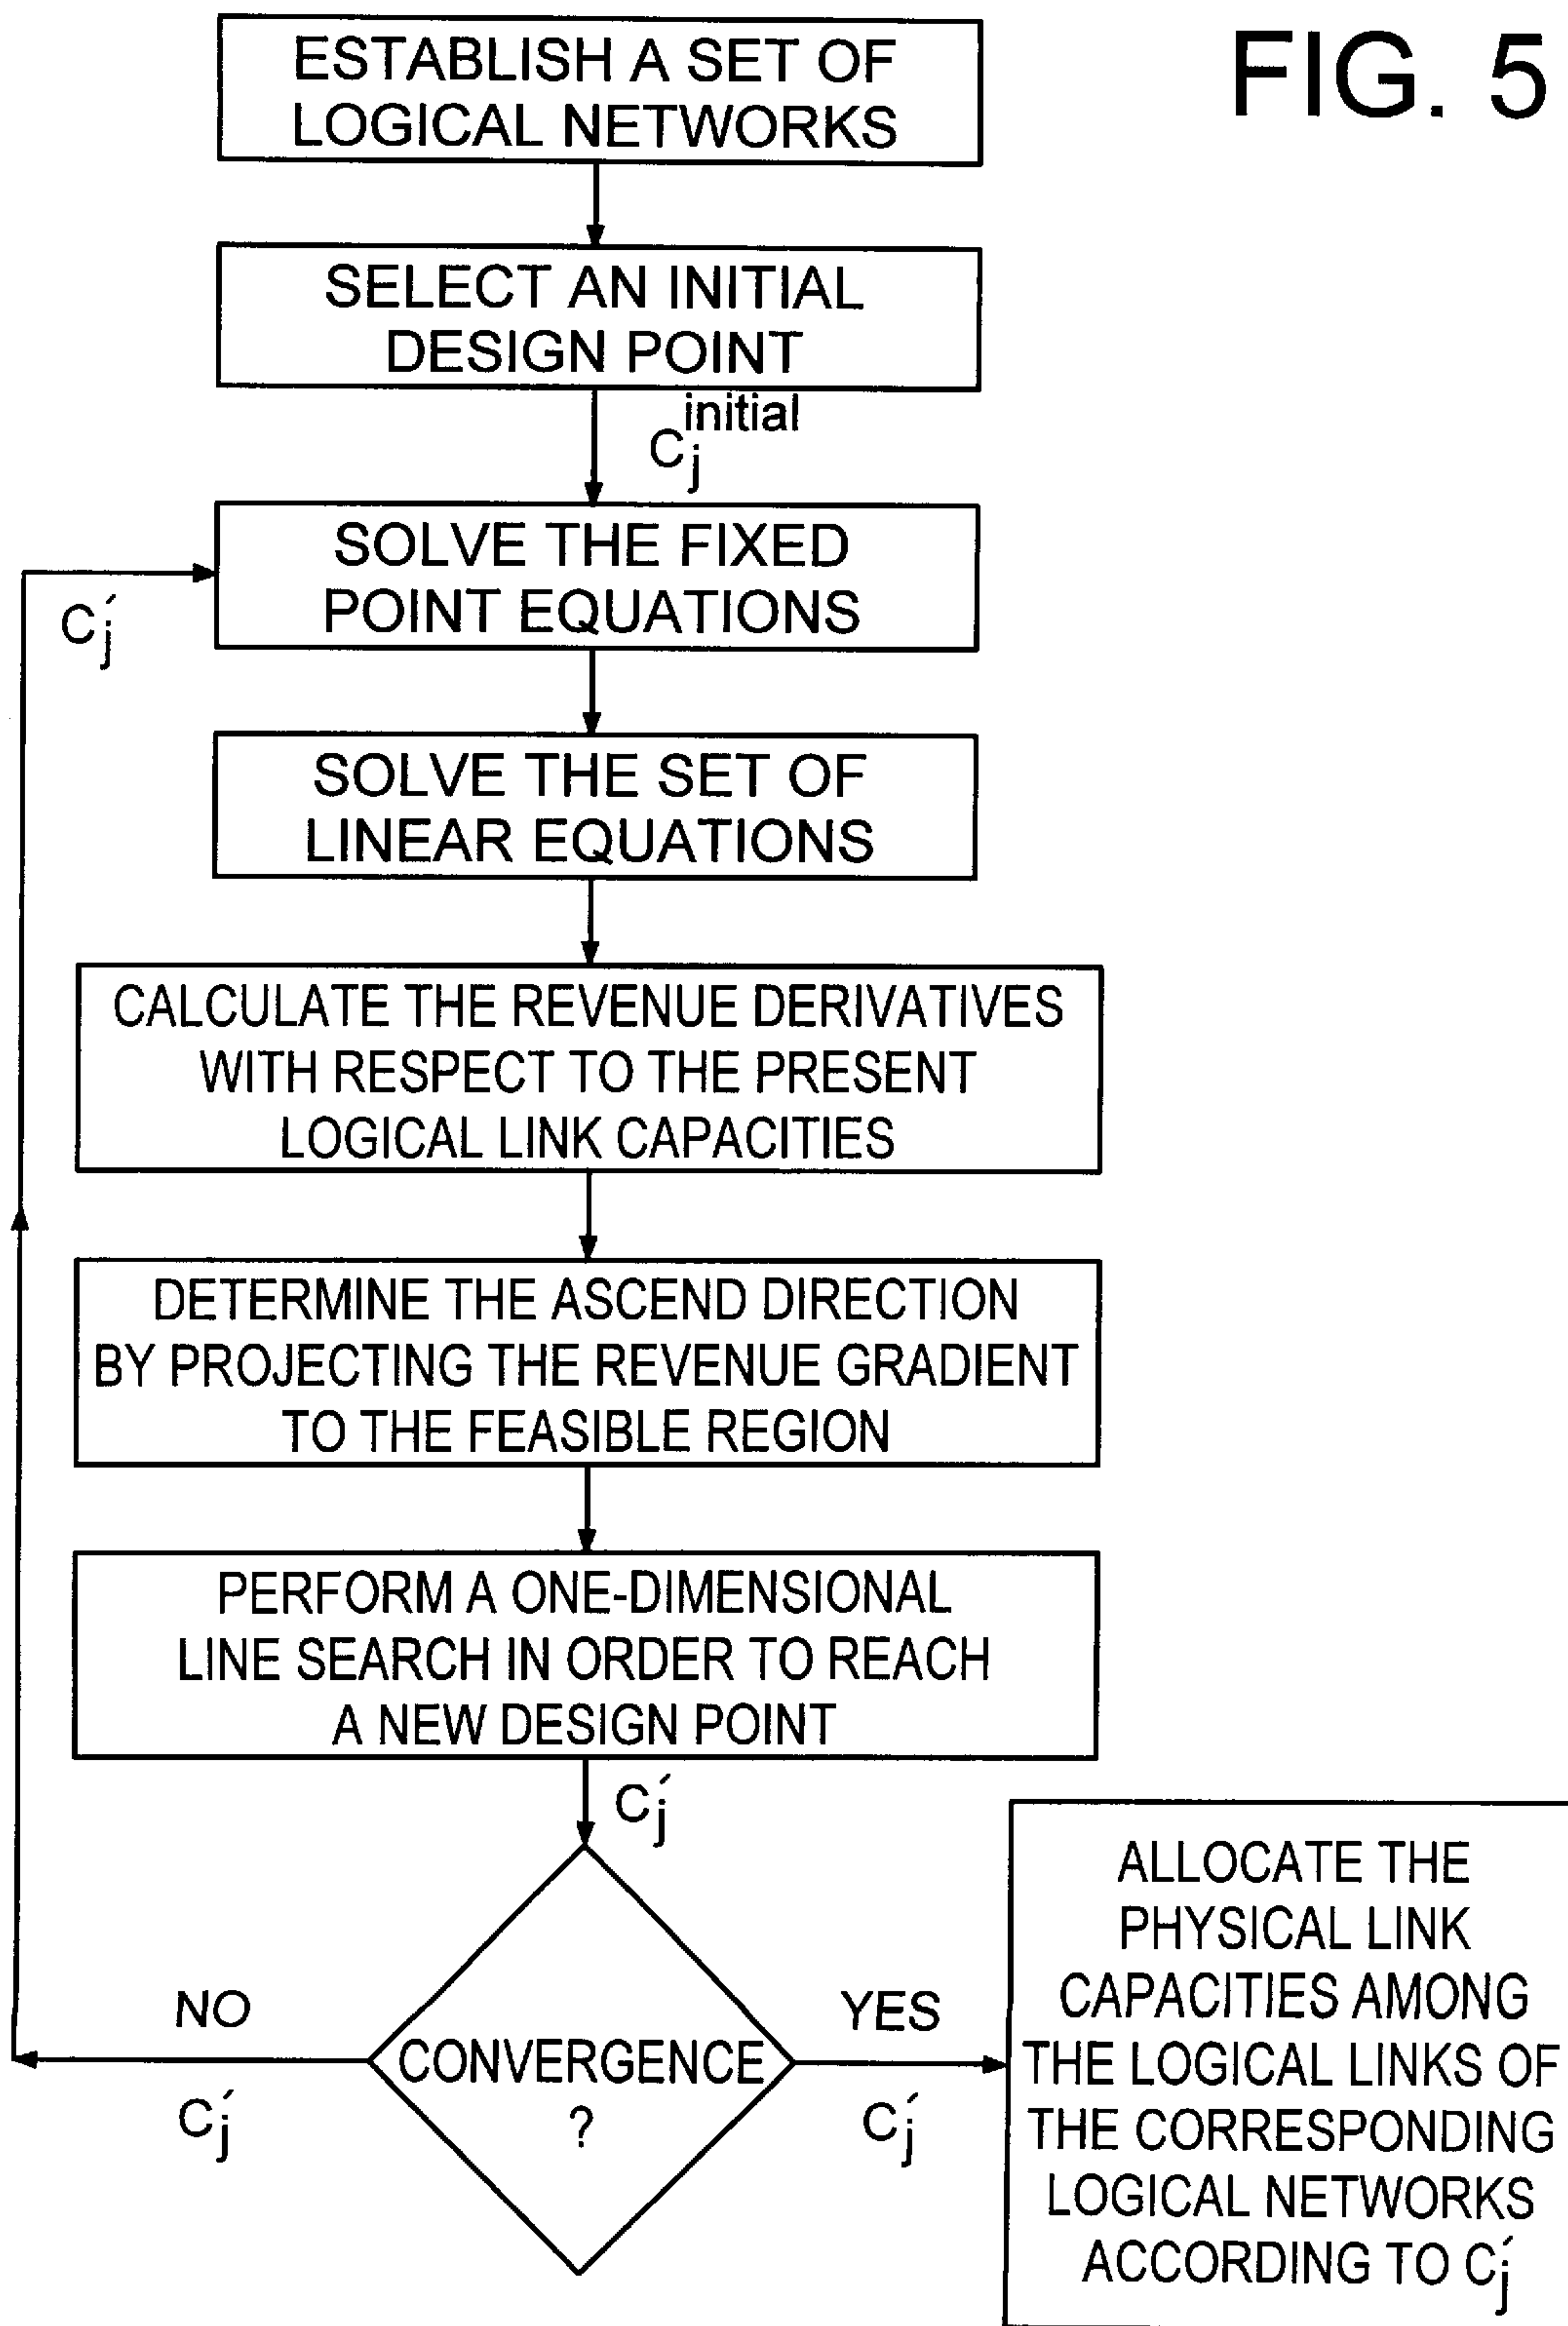 FIG. 5
ESTABLISH A SET OF
LOGICAL NETWORKS
SELECT AN INITIAL
DESIGN POINT
C_j^initial
SOLVE THE FIXED
POINT EQUATIONS
C_j′
SOLVE THE SET OF
LINEAR EQUATIONS
CALCULATE THE REVENUE DERIVATIVES
WITH RESPECT TO THE PRESENT
LOGICAL LINK CAPACITIES
DETERMINE THE ASCEND DIRECTION
BY PROJECTING THE REVENUE GRADIENT
TO THE FEASIBLE REGION
PERFORM A ONE-DIMENSIONAL
LINE SEARCH IN ORDER TO REACH
A NEW DESIGN POINT
C_j′
CONVERGENCE
?
NO
C_j′
YES
C_j′
ALLOCATE THE
PHYSICAL LINK
CAPACITIES AMONG
THE LOGICAL LINKS OF
THE CORRESPONDING
LOGICAL NETWORKS
ACCORDING TO C_j′